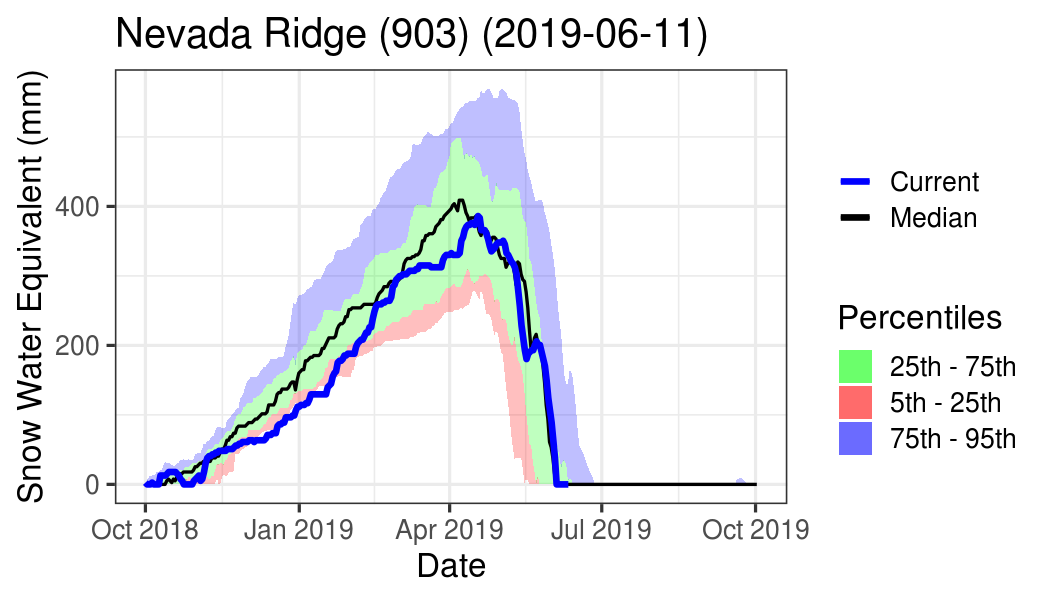 Nevada Ridge (903) (2019-06-11)
Snow Water Equivalent (mm)
400
200
0
Oct 2018
Jan 2019
Apr 2019
Jul 2019
Oct 2019
Date
Current
Median
Percentiles
25th - 75th
5th - 25th
75th - 95th